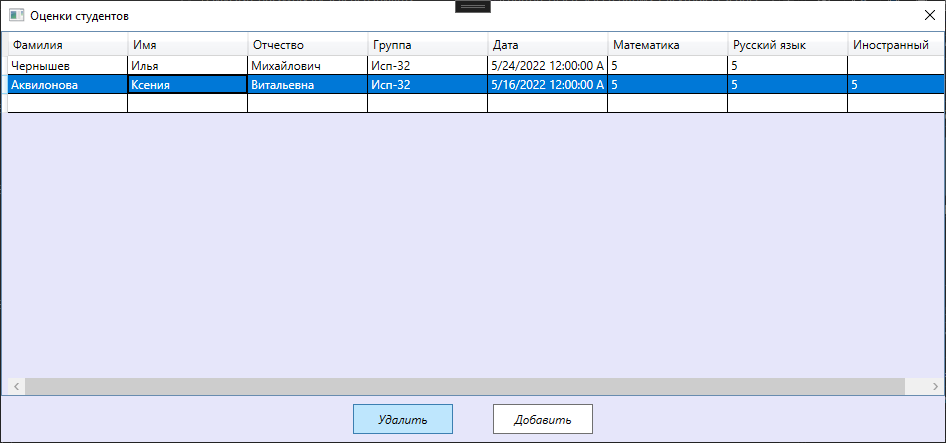 Оценки студентов
Фамилия Имя Отчество Группа Дата Математика Русский язык Иностранный
Чернышев Илья Михайлович Исп-32 5/24/2022 12:00:00 A 5 5
Аквилонова Ксения Витальевна Исп-32 5/16/2022 12:00:00 A 5 5 5
Удалить Добавить